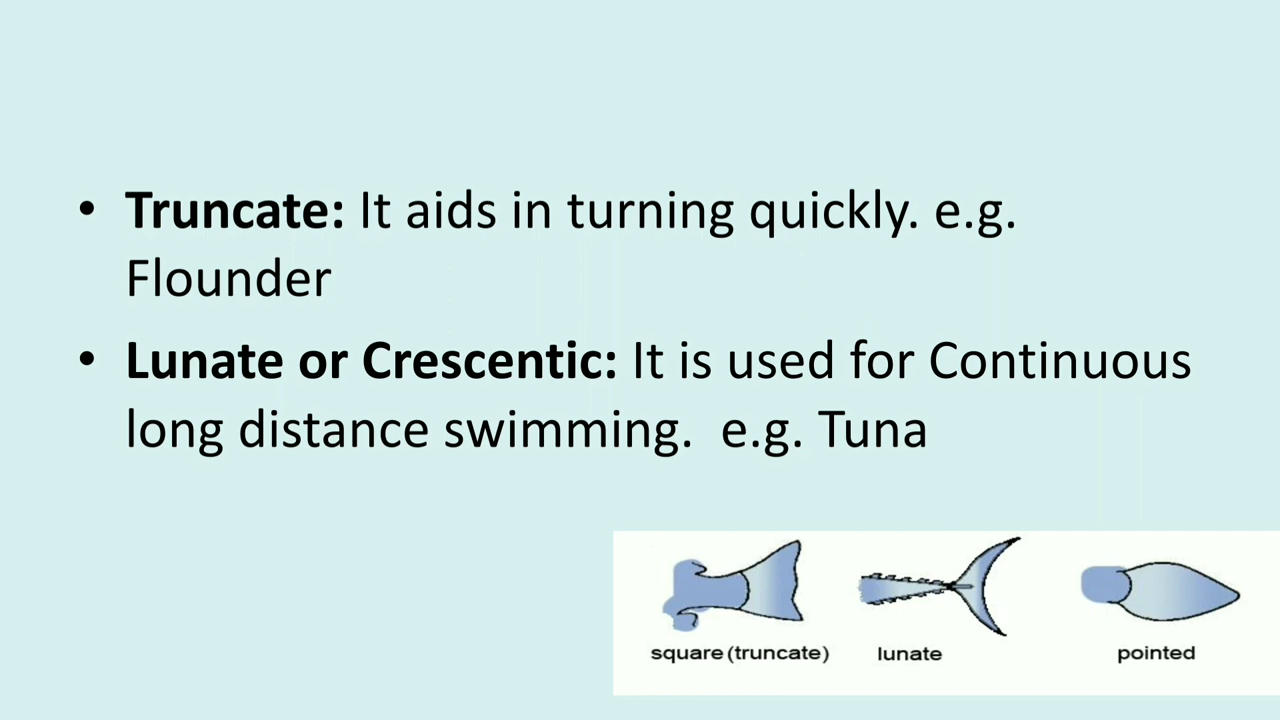 • Truncate: It aids in turning quickly. e.g.
Flounder
• Lunate or Crescentic: It is used for Continuous
long distance swimming.  e.g. Tuna
square (truncate)
lunate
pointed